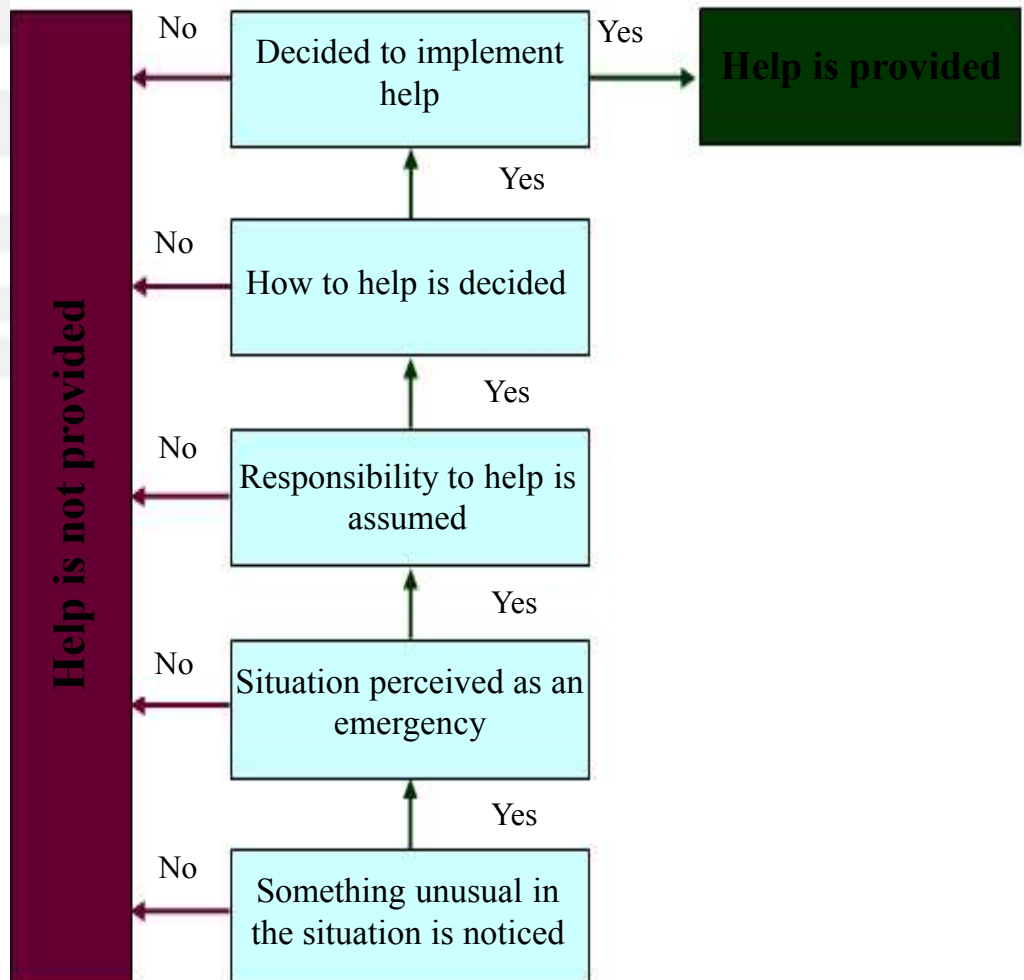 No
Decided to implement
help
Yes
Help is provided
Yes
No
How to help is decided
Yes
No
Responsibility to help is
assumed
Yes
No
Situation perceived as an
emergency
Yes
No
Something unusual in
the situation is noticed
Help is not provided